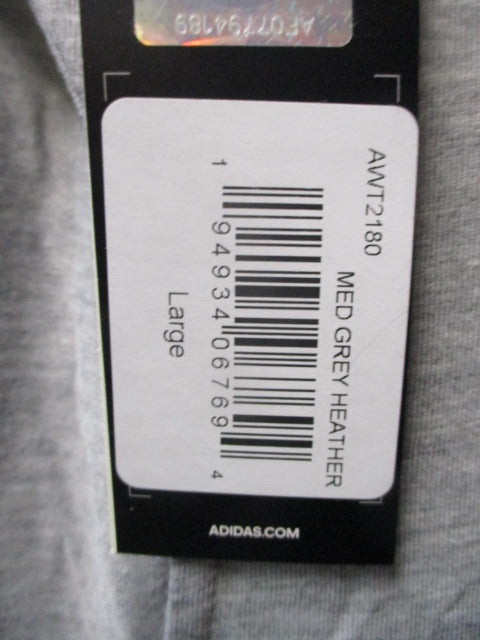 AF07794189
AWT2180
MED GREY HEATHER
1 94934 06769 4
Large
ADIDAS.COM